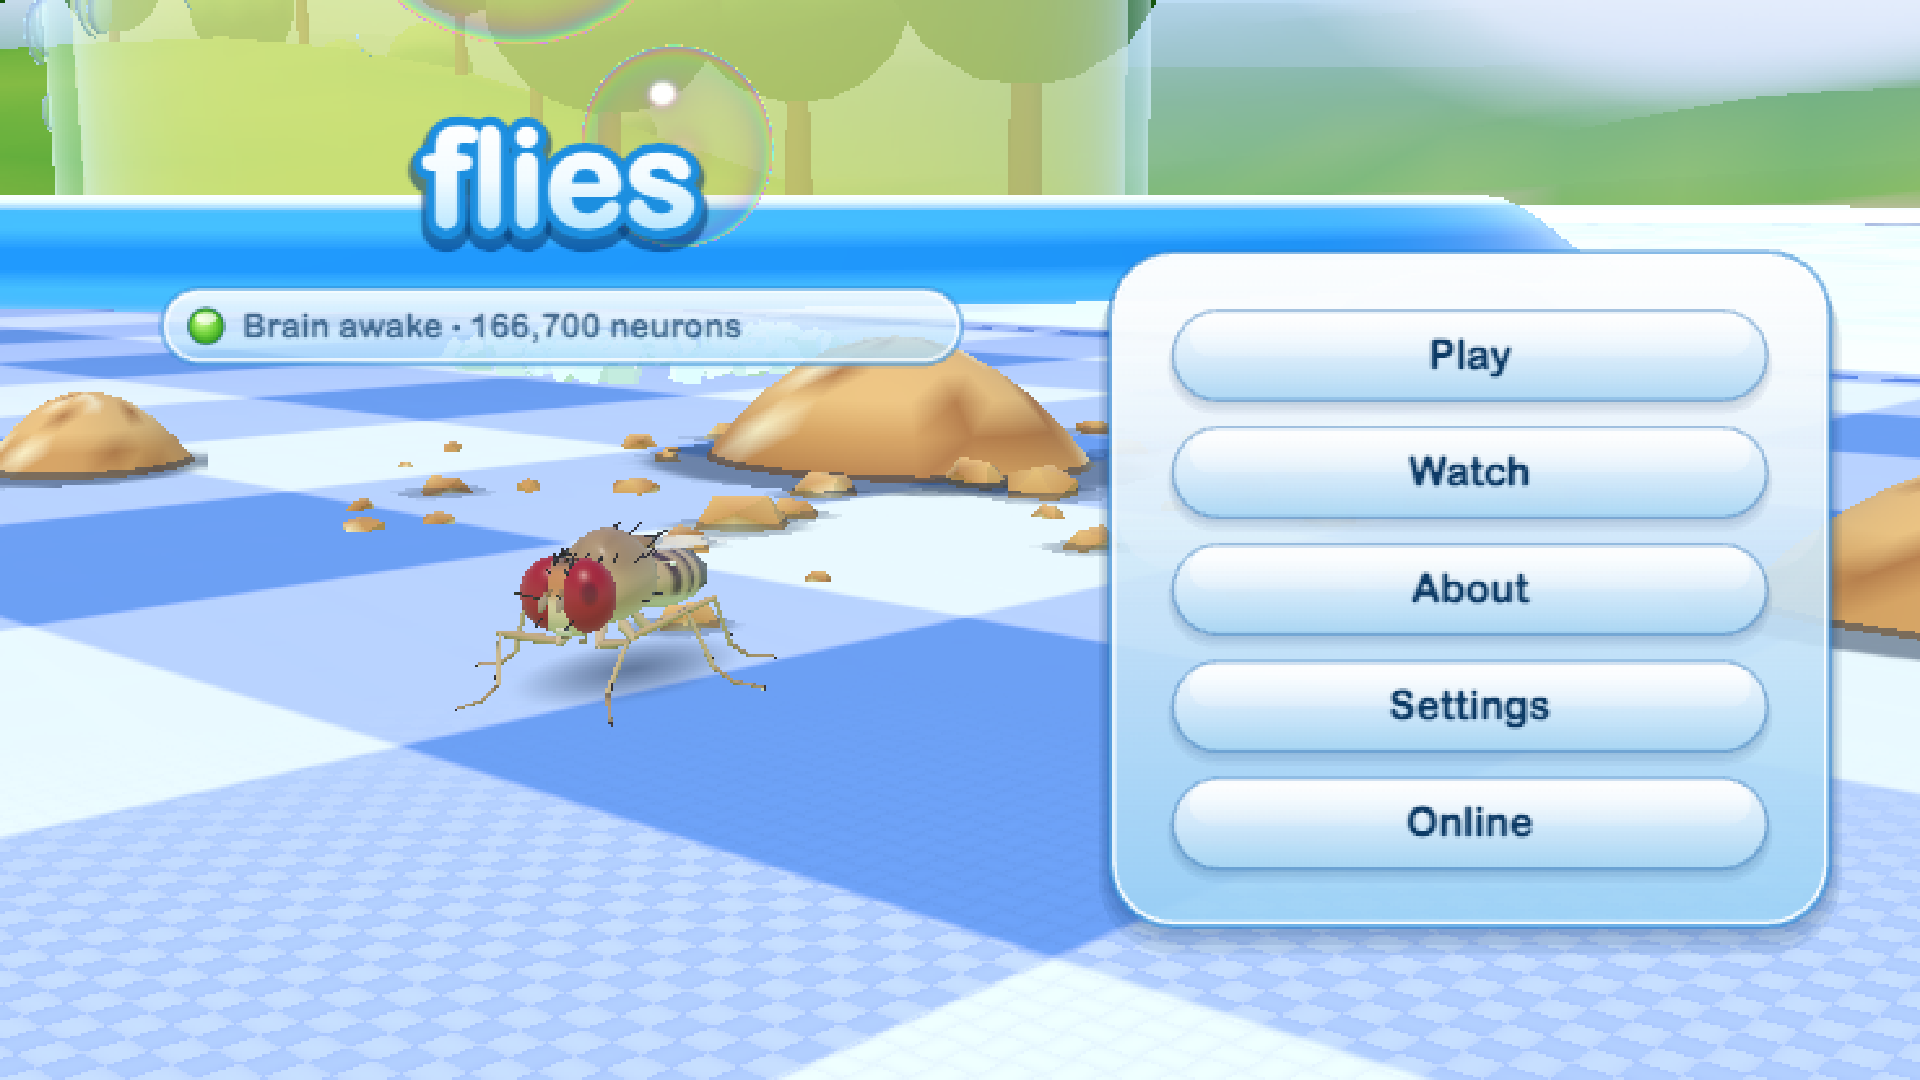 flies
Brain awake • 166,700 neurons
Play
Watch
About
Settings
Online